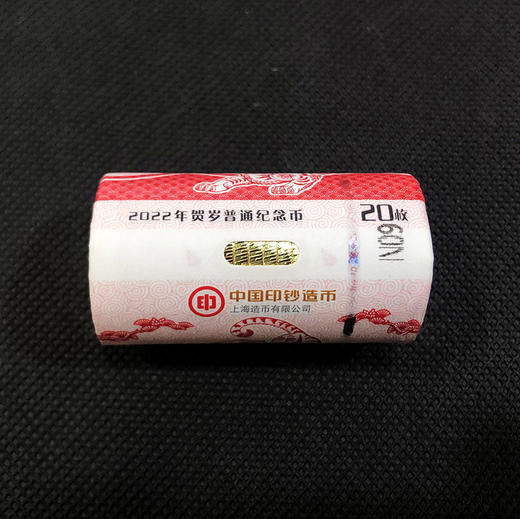 2022年贺岁普通纪念币
20枚
N09
印
中国印钞造币
上海造币有限公司